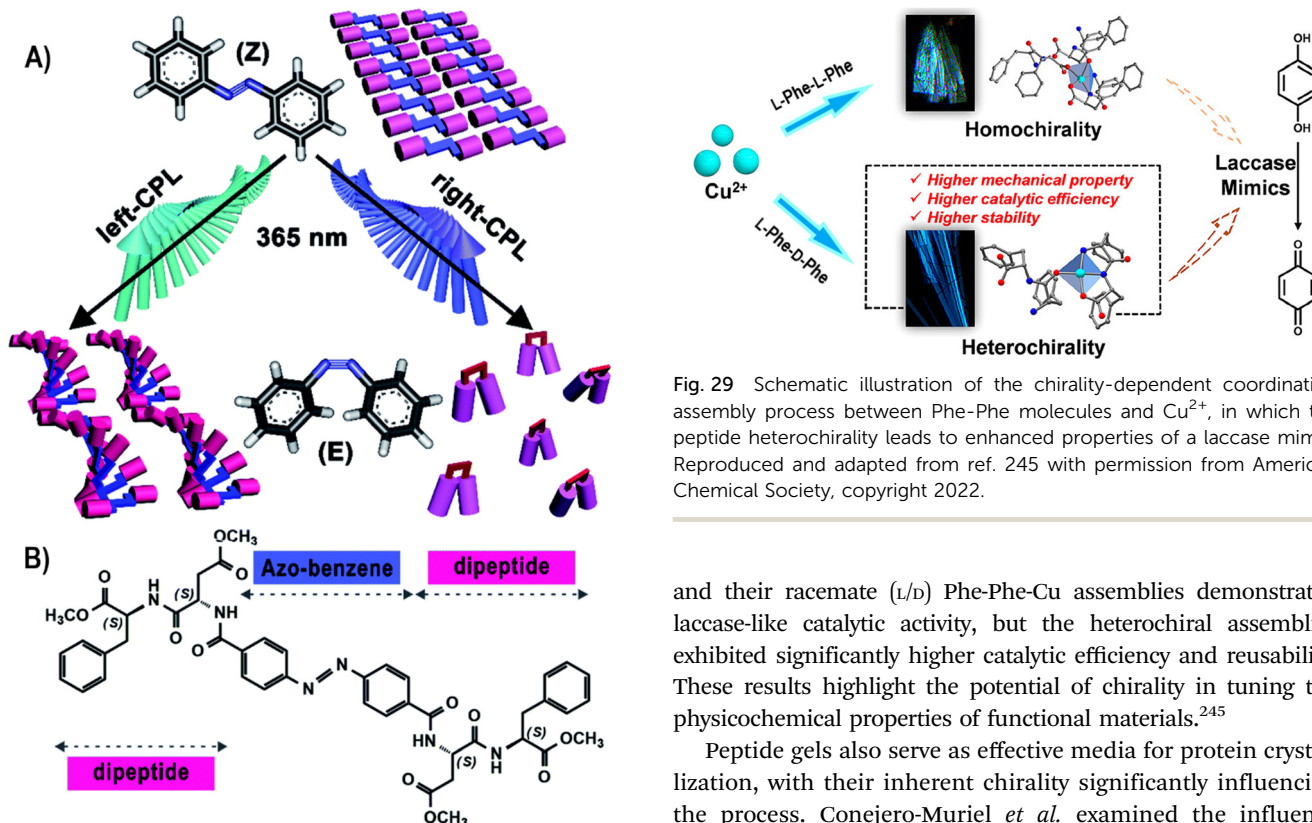 A)
(Z)
left-CPL
right-CPL
365 nm
(E)
B)
OCH₃
O
Azo-benzene
dipeptide
O
H
N
(S)
O
H₃CO
(S)
NH
O
O
N
N
O
HN
(S)
O
N
H
(S)
OCH₃
O
O
OCH₃
dipeptide
Cu²⁺
L-Phe-L-Phe
L-Phe-D-Phe
Homochirality
✓ Higher mechanical property
✓ Higher catalytic efficiency
✓ Higher stability
Heterochirality
Laccase
Mimics
OH
OH
O
O
Fig. 29 Schematic illustration of the chirality-dependent coordinati
assembly process between Phe-Phe molecules and Cu²⁺, in which t
peptide heterochirality leads to enhanced properties of a laccase mim
Reproduced and adapted from ref. 245 with permission from Americ
Chemical Society, copyright 2022.
and their racemate (L/D) Phe-Phe-Cu assemblies demonstrat
laccase-like catalytic activity, but the heterochiral assembli
exhibited significantly higher catalytic efficiency and reusabili
These results highlight the potential of chirality in tuning t
physicochemical properties of functional materials.²⁴⁵
Peptide gels also serve as effective media for protein cryst
lization, with their inherent chirality significantly influenci
the process. Conejero-Muriel et al. examined the influen